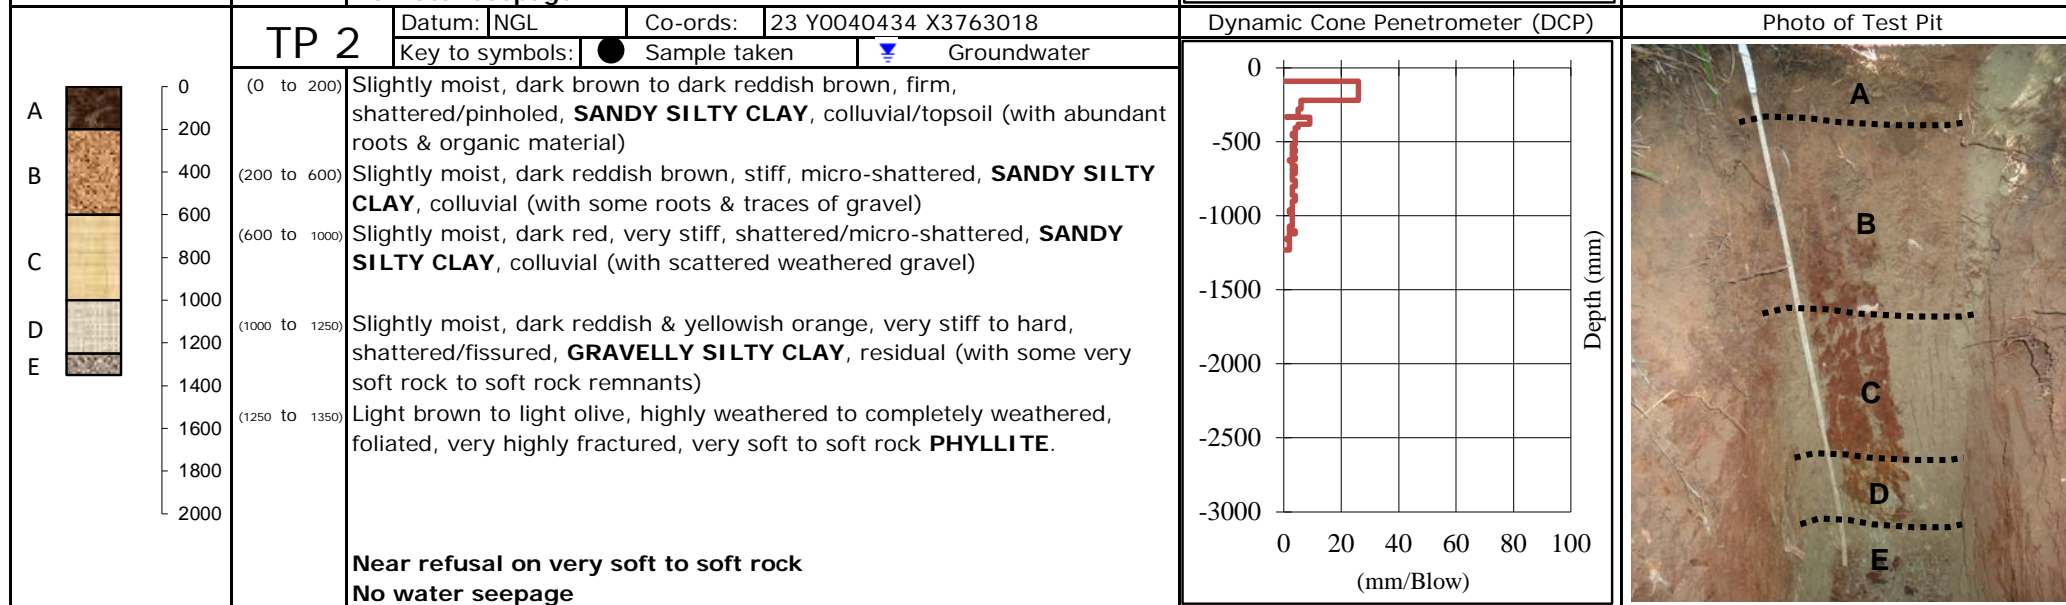 TP 2
Datum: NGL Co-ords: 23 Y0040434 X3763018
Key to symbols: Sample taken Groundwater
Dynamic Cone Penetrometer (DCP)
Photo of Test Pit
A
B
C
D
E
0
200
400
600
800
1000
1200
1400
1600
1800
2000
(0 to 200) Slightly moist, dark brown to dark reddish brown, firm,
shattered/pinholed, SANDY SILTY CLAY, colluvial/topsoil (with abundant
roots & organic material)
(200 to 600) Slightly moist, dark reddish brown, stiff, micro-shattered, SANDY SILTY
CLAY, colluvial (with some roots & traces of gravel)
(600 to 1000) Slightly moist, dark red, very stiff, shattered/micro-shattered, SANDY
SILTY CLAY, colluvial (with scattered weathered gravel)
(1000 to 1250) Slightly moist, dark reddish & yellowish orange, very stiff to hard,
shattered/fissured, GRAVELLY SILTY CLAY, residual (with some very
soft rock to soft rock remnants)
(1250 to 1350) Light brown to light olive, highly weathered to completely weathered,
foliated, very highly fractured, very soft to soft rock PHYLLITE.
Near refusal on very soft to soft rock
No water seepage
0
-500
-1000
-1500
-2000
-2500
-3000
0 20 40 60 80 100
(mm/Blow)
Depth (mm)
A
B
C
D
E